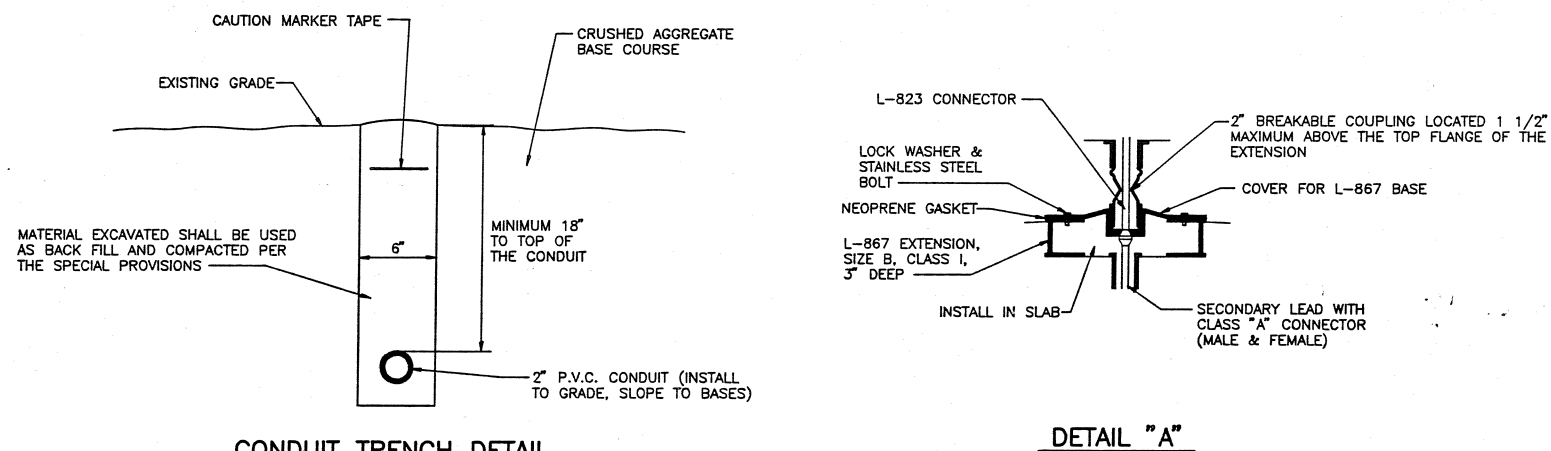 CAUTION MARKER TAPE
CRUSHED AGGREGATE
BASE COURSE
EXISTING GRADE
MATERIAL EXCAVATED SHALL BE USED
AS BACK FILL AND COMPACTED PER
THE SPECIAL PROVISIONS
6"
MINIMUM 18"
TO TOP OF
THE CONDUIT
2" P.V.C. CONDUIT (INSTALL
TO GRADE, SLOPE TO BASES)
CONDUIT TRENCH DETAIL
L-823 CONNECTOR
2" BREAKABLE COUPLING LOCATED 1 1/2"
MAXIMUM ABOVE THE TOP FLANGE OF THE
EXTENSION
LOCK WASHER &
STAINLESS STEEL
BOLT
COVER FOR L-867 BASE
NEOPRENE GASKET
L-867 EXTENSION,
SIZE B, CLASS I,
3" DEEP
INSTALL IN SLAB
SECONDARY LEAD WITH
CLASS "A" CONNECTOR
(MALE & FEMALE)
DETAIL "A"